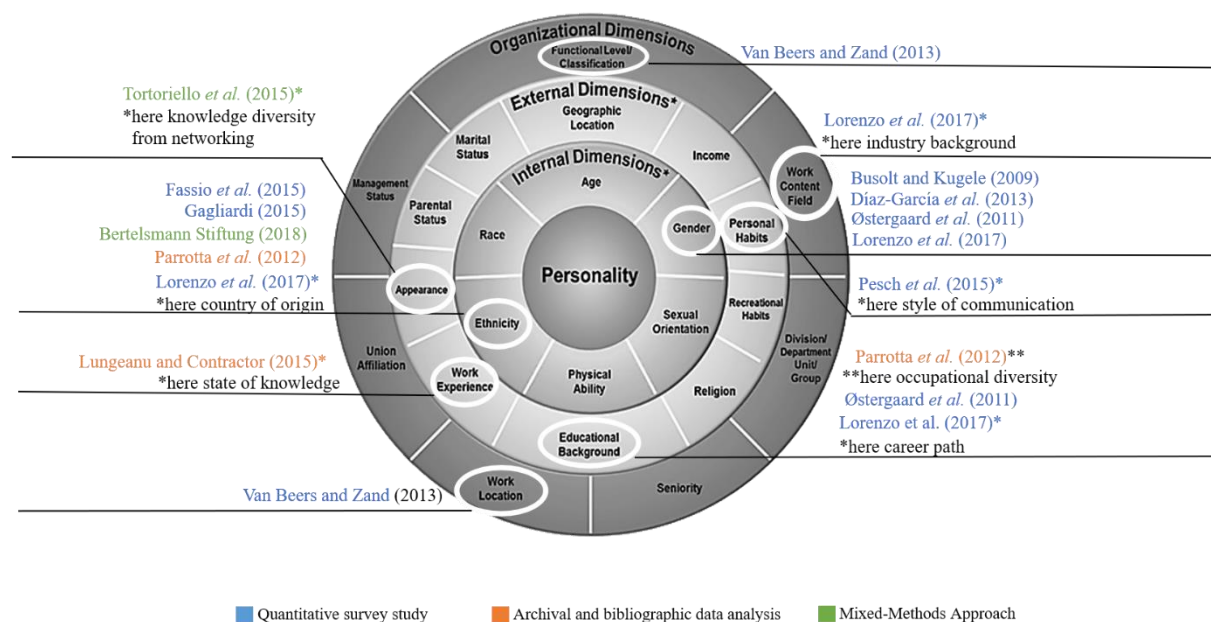 Organizational Dimensions
Functional Level/
Classification
External Dimensions*
Geographic
Location
Internal Dimensions*
Age
Personality
Marital
Status
Income
Management
Status
Work
Content
Field
Parental
Status
Race
Gender
Personal
Habits
Appearance
Ethnicity
Sexual
Orientation
Recreational
Habits
Union
Affiliation
Division/
Department
Unit/
Group
Work
Experience
Physical
Ability
Religion
Educational
Background
Work
Location
Seniority
Tortoriello et al. (2015)*
*here knowledge diversity
from networking
Fassio et al. (2015)
Gagliardi (2015)
Bertelsmann Stiftung (2018)
Parrotta et al. (2012)
Lorenzo et al. (2017)*
*here country of origin
Lungeanu and Contractor (2015)*
*here state of knowledge
Van Beers and Zand (2013)
Van Beers and Zand (2013)
Lorenzo et al. (2017)*
*here industry background
Busolt and Kugele (2009)
Díaz-García et al. (2013)
Østergaard et al. (2011)
Lorenzo et al. (2017)
Pesch et al. (2015)*
*here style of communication
Parrotta et al. (2012)**
**here occupational diversity
Østergaard et al. (2011)
Lorenzo et al. (2017)*
*here career path
Quantitative survey study
Archival and bibliographic data analysis
Mixed-Methods Approach